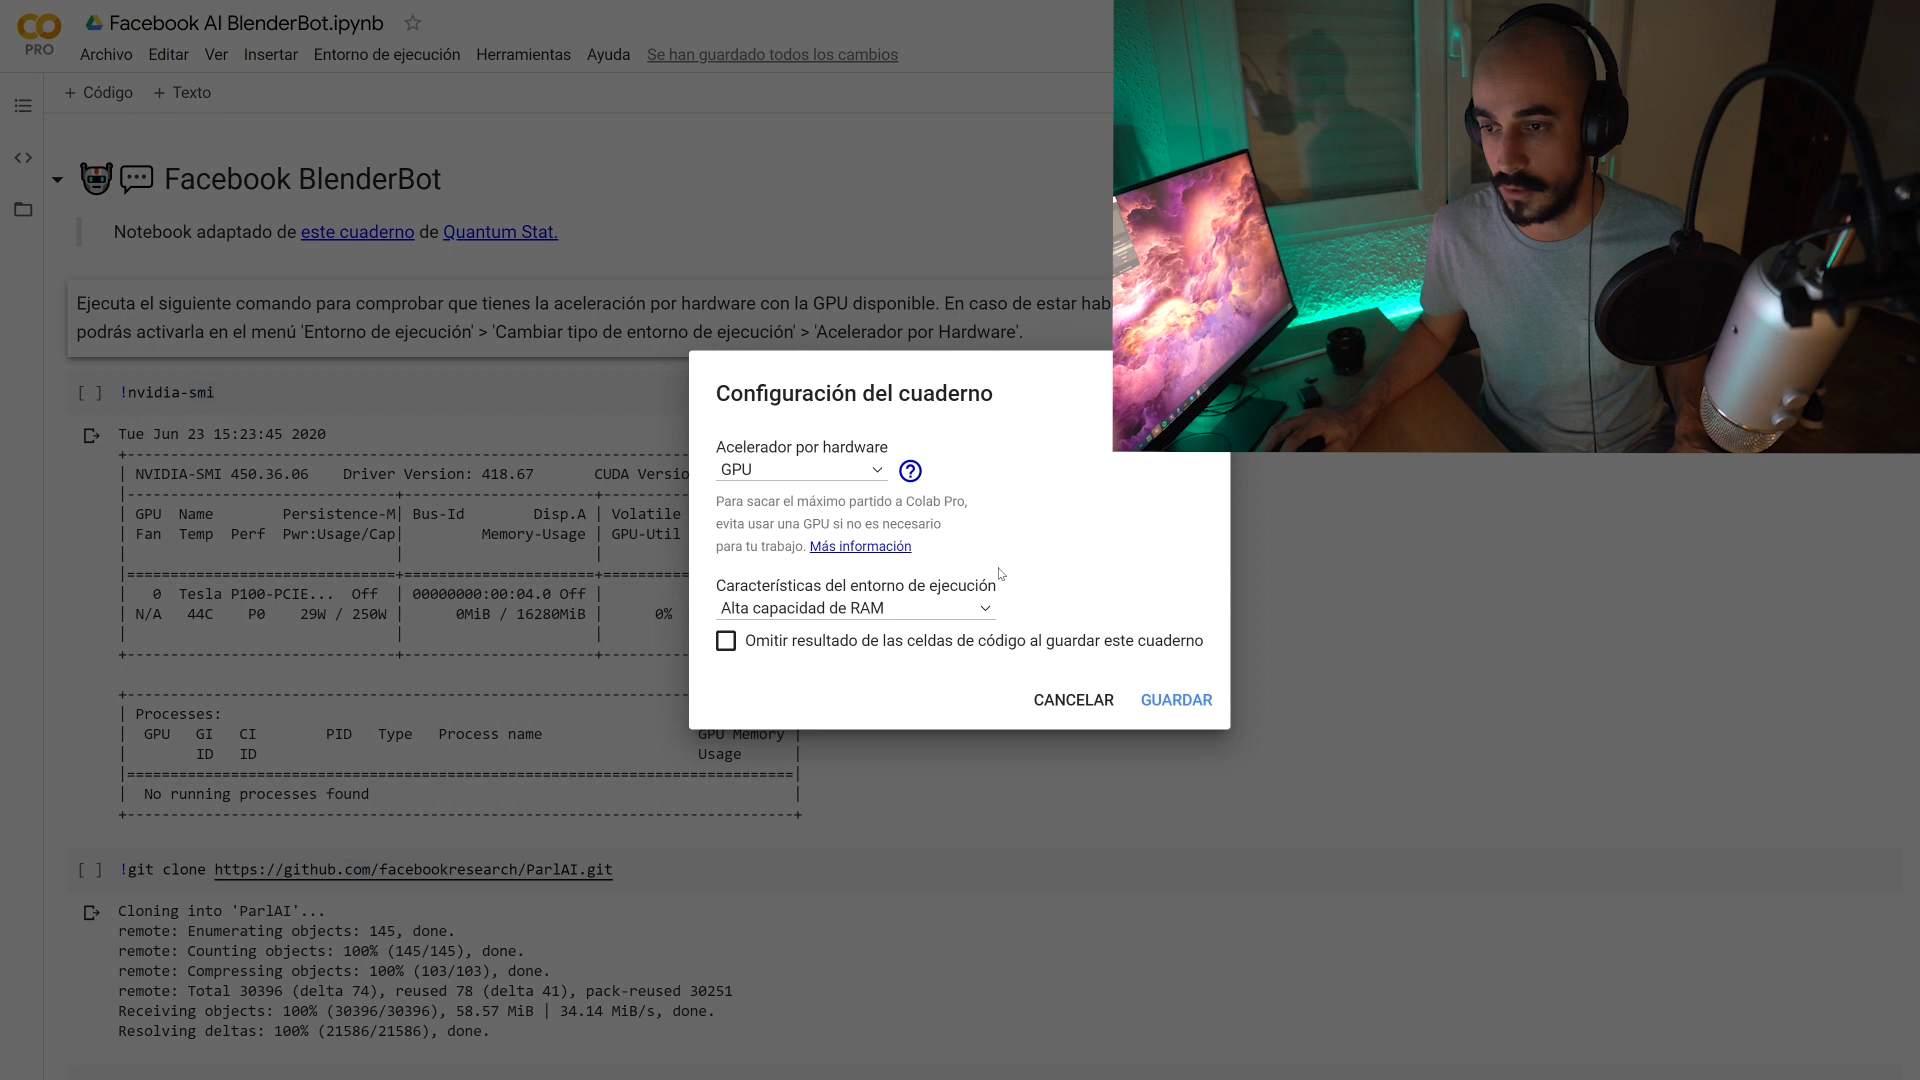 CO
PRO
Facebook AI BlenderBot.ipynb
Archivo Editar Ver Insertar Entorno de ejecución Herramientas Ayuda Se han guardado todos los cambios
+ Código + Texto
Facebook BlenderBot
Notebook adaptado de este cuaderno de Quantum Stat.
Ejecuta el siguiente comando para comprobar que tienes la aceleración por hardware con la GPU disponible. En caso de estar hab
podrás activarla en el menú 'Entorno de ejecución' > 'Cambiar tipo de entorno de ejecución' > 'Acelerador por Hardware'.
[ ] !nvidia-smi
Tue Jun 23 15:23:45 2020
+-----------------------------------------------------------------------------
| NVIDIA-SMI 450.36.06    Driver Version: 418.67       CUDA Versio
|-------------------------------+----------------------+
| GPU  Name        Persistence-M| Bus-Id        Disp.A | Volatile
| Fan  Temp  Perf  Pwr:Usage/Cap|         Memory-Usage | GPU-Util
|                               |                      |
|===============================+======================+
|   0  Tesla P100-PCIE...  Off  | 00000000:00:04.0 Off |
| N/A   44C    P0    29W / 250W |      0MiB / 16280MiB |      0%
|                               |                      |
+-------------------------------+----------------------+
+-----------------------------------------------------------------------------
| Processes:
|  GPU   GI   CI        PID   Type   Process name                  GPU Memory |
|        ID   ID                                                   Usage      |
|=============================================================================|
|  No running processes found                                                 |
+-----------------------------------------------------------------------------+
[ ] !git clone https://github.com/facebookresearch/ParlAI.git
Cloning into 'ParlAI'...
remote: Enumerating objects: 145, done.
remote: Counting objects: 100% (145/145), done.
remote: Compressing objects: 100% (103/103), done.
remote: Total 30396 (delta 74), reused 78 (delta 41), pack-reused 30251
Receiving objects: 100% (30396/30396), 58.57 MiB | 34.14 MiB/s, done.
Resolving deltas: 100% (21586/21586), done.
Configuración del cuaderno
Acelerador por hardware
GPU
?
Para sacar el máximo partido a Colab Pro,
evita usar una GPU si no es necesario
para tu trabajo. Más información
Características del entorno de ejecución
Alta capacidad de RAM
Omitir resultado de las celdas de código al guardar este cuaderno
CANCELAR GUARDAR